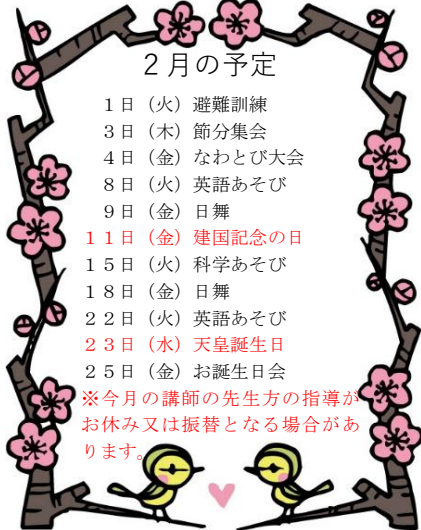 ２月の予定
１日（火）避難訓練
３日（木）節分集会
４日（金）なわとび大会
８日（火）英語あそび
９日（金）日舞
１１日（金）建国記念の日
１５日（火）科学あそび
１８日（金）日舞
２２日（火）英語あそび
２３日（水）天皇誕生日
２５日（金）お誕生日会
※今月の講師の先生方の指導が
お休み又は振替となる場合があ
ります。